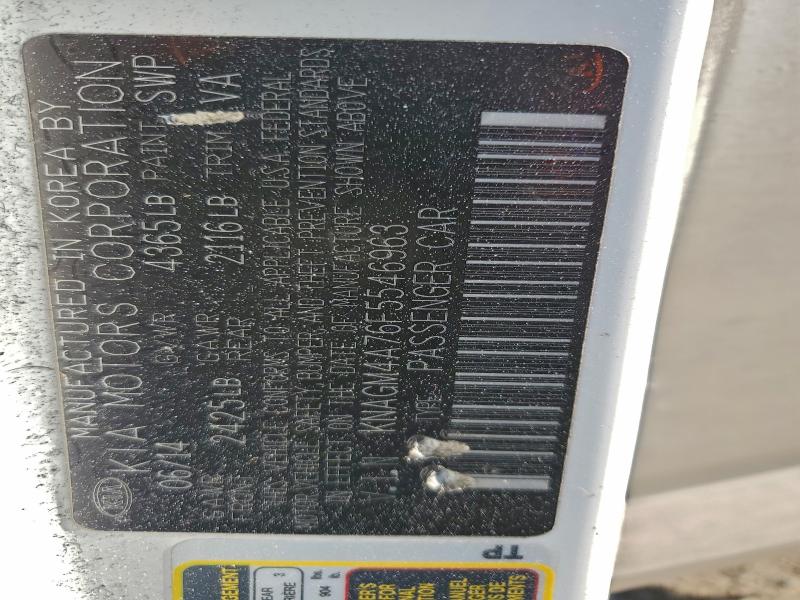 MANUFACTURED IN KOREA BY
KIA MOTORS CORPORATION
06/14 GVWR 4365LB PAINT SWP
GAWR FRONT 2425LB GAWR REAR 2116LB TRIM VA
THIS VEHICLE CONFORMS TO ALL APPLICABLE U.S.A. FEDERAL
MOTOR VEHICLE SAFETY, BUMPER, AND THEFT PREVENTION STANDARDS
IN EFFECT ON THE DATE OF MANUFACTURE SHOWN ABOVE
V.I.N. KNAGM4A76F5546963
TYPE: PASSENGER CAR
KIA